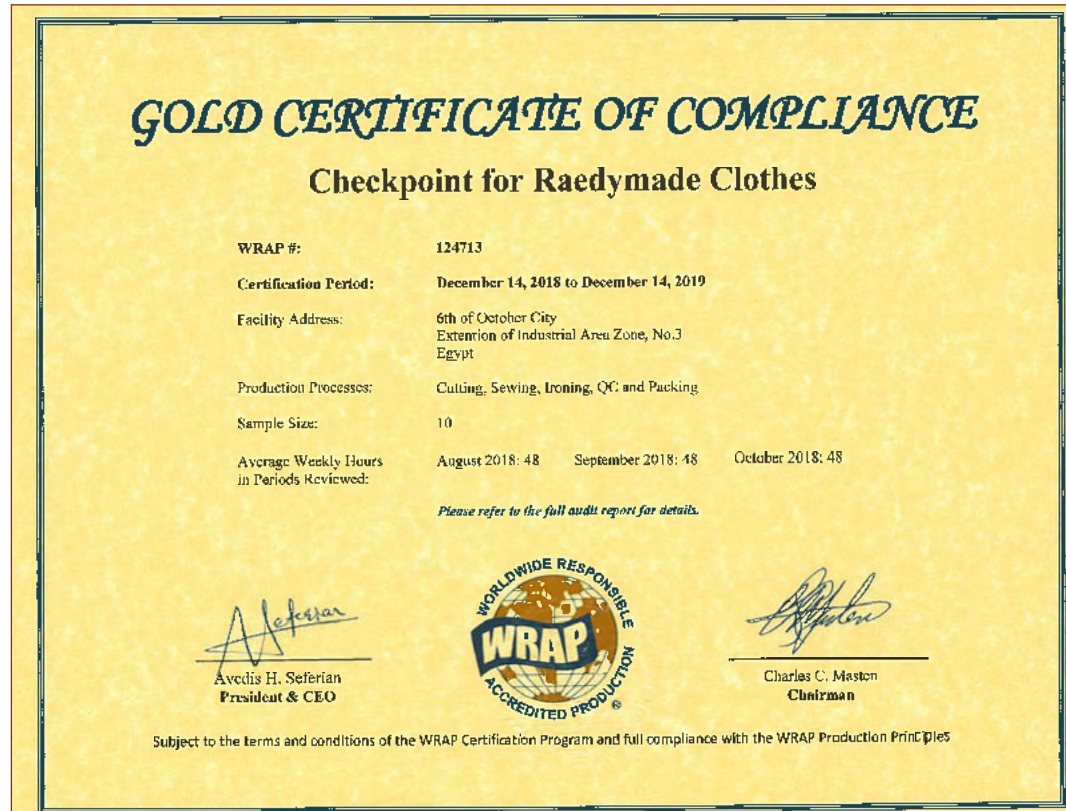 GOLD CERTIFICATE OF COMPLIANCE
Checkpoint for Raedymade Clothes
WRAP #: 124713
Certification Period: December 14, 2018 to December 14, 2019
Facility Address: 6th of October City
Extention of Industrial Area Zone, No.3
Egypt
Production Processes: Cutting, Sewing, Ironing, QC and Packing
Sample Size: 10
Average Weekly Hours August 2018: 48 September 2018: 48 October 2018: 48
in Periods Reviewed:
Please refer to the full audit report for details.
WORLDWIDE RESPONSIBLE
WRAP
ACCREDITED PRODUCTION ®
Avedis H. Seferian
President & CEO
Charles C. Masten
Chairman
Subject to the terms and conditions of the WRAP Certification Program and full compliance with the WRAP Production Principles